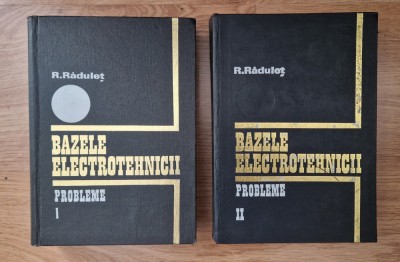 R.Răduleț
BAZELE
ELECTROTEHNICII
PROBLEME
I
R.Răduleț
BAZELE
ELECTROTEHNICII
PROBLEME
II